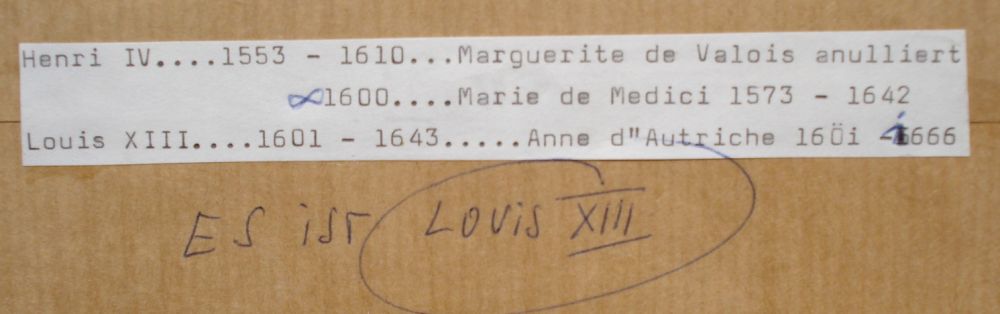 Henri IV....1553 - 1610...Marguerite de Valois anulliert
∞1600....Marie de Medici 1573 - 1642
Louis XIII....1601 - 1643.....Anne d"Autriche 160i - 1666
ES iST LOUiS XIII